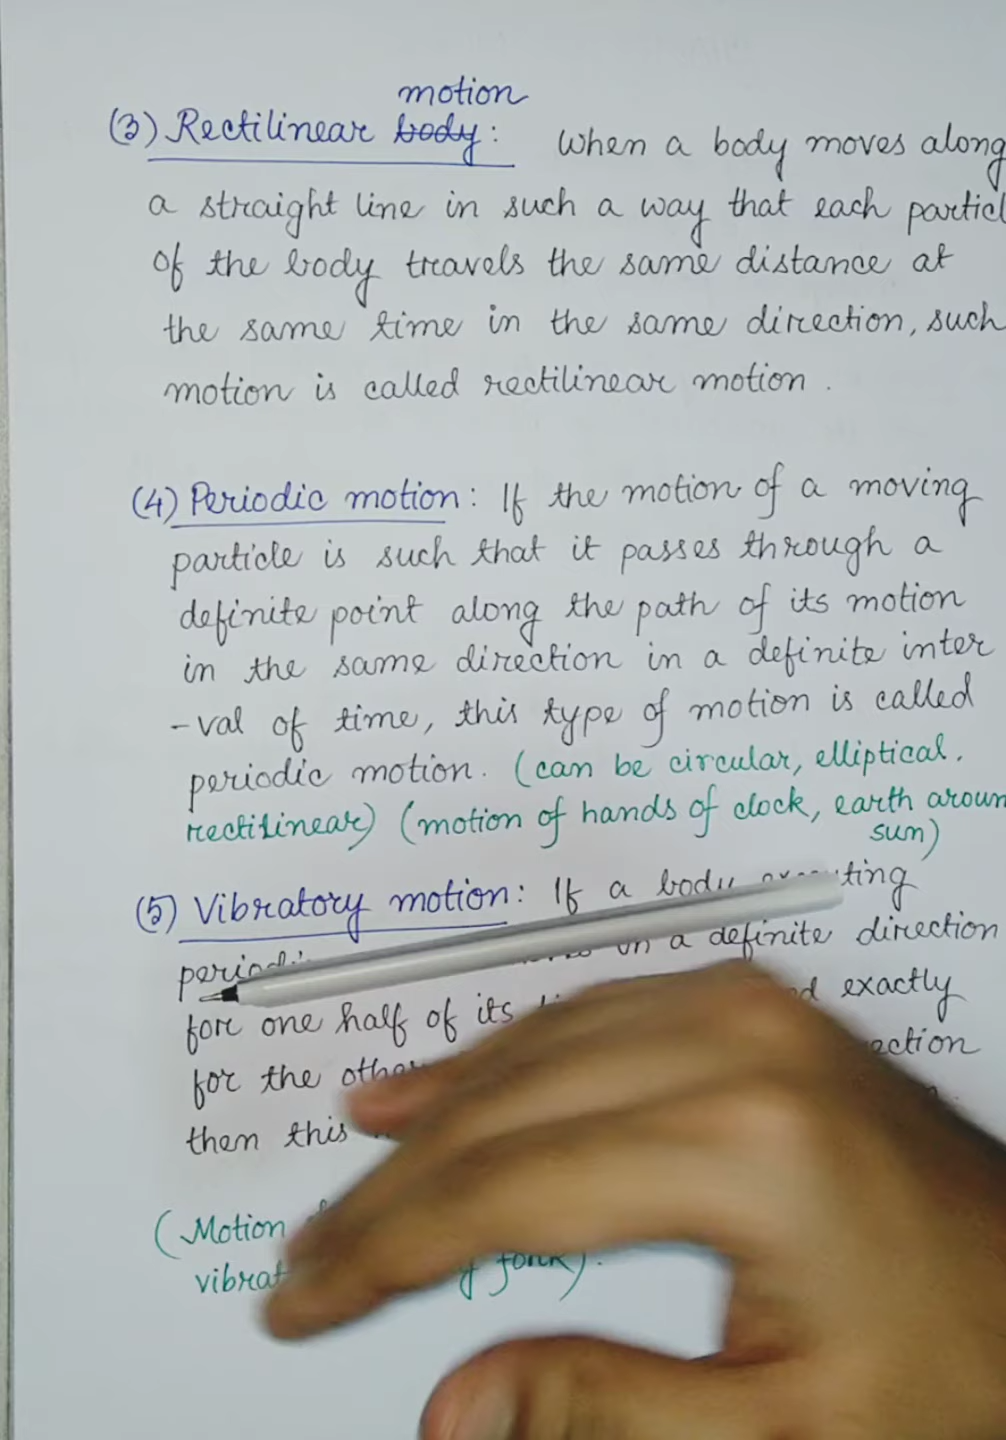 motion
(3) Rectilinear body: When a body moves along
a straight line in such a way that each particl
of the body travels the same distance at
the same time in the same direction, such
motion is called rectilinear motion.
(4) Periodic motion: If the motion of a moving
particle is such that it passes through a
definite point along the path of its motion
in the same direction in a definite inter
-val of time, this type of motion is called
periodic motion. (can be circular, elliptical,
rectilinear) (motion of hands of clock, earth aroun
sun)
(5) Vibratory motion: If a body
on a definite direction
for one half of its exactly
for the
then this
(Motion
fork).